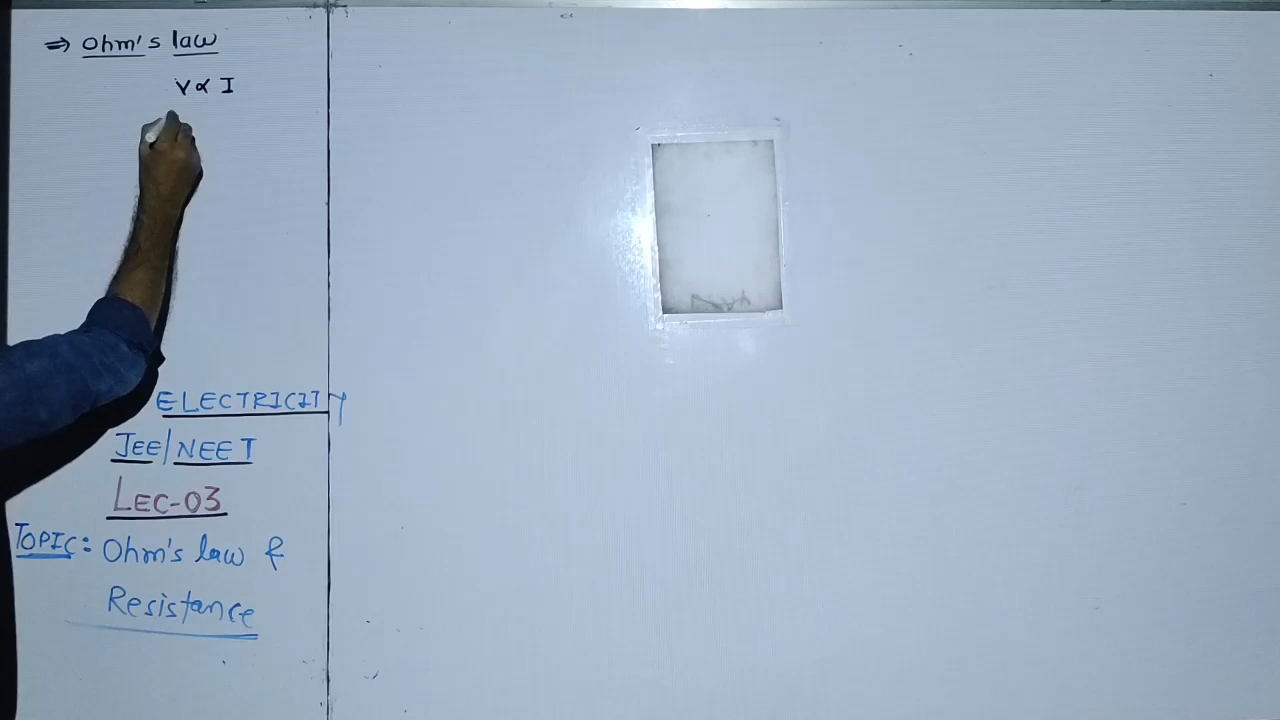 ⇒ Ohm's law
V ∝ I
ELECTRICITY
JEE/NEET
LEC-03
TOPIC: Ohm's law &
Resistance